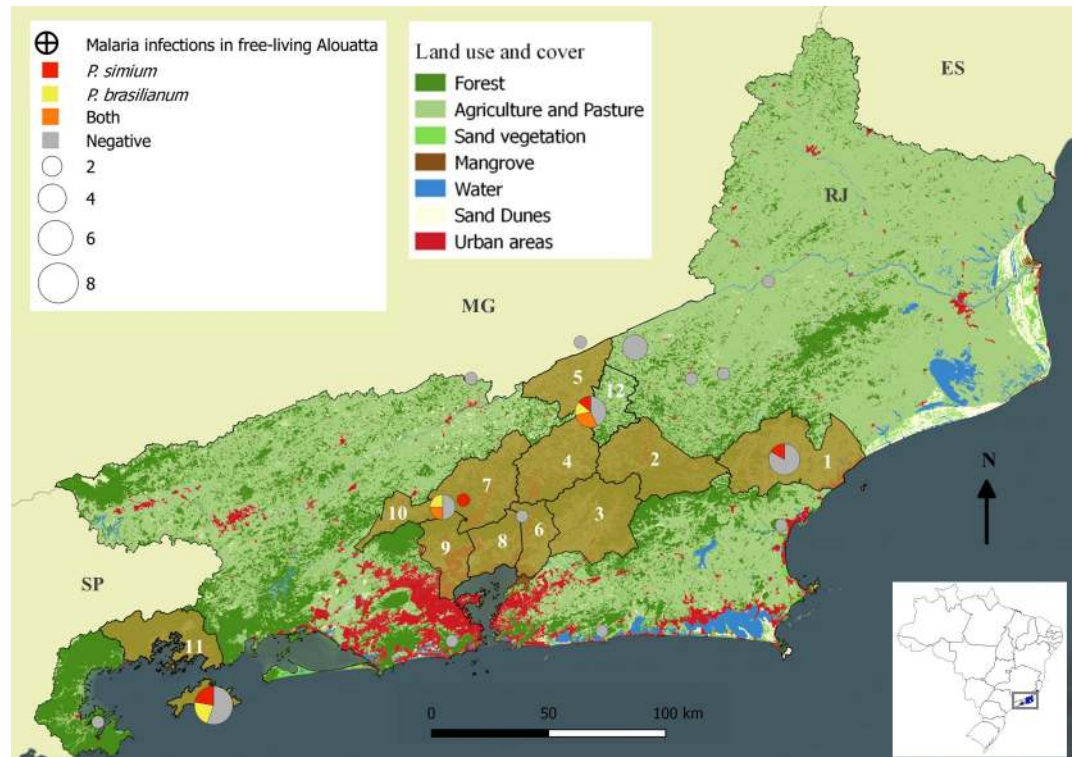 Malaria infections in free-living Alouatta
P. simium
P. brasilianum
Both
Negative
2
4
6
8
Land use and cover
Forest
Agriculture and Pasture
Sand vegetation
Mangrove
Water
Sand Dunes
Urban areas
ES
RJ
MG
SP
5
12
4
2
1
7
3
10
6
8
9
11
N
0 50 100 km